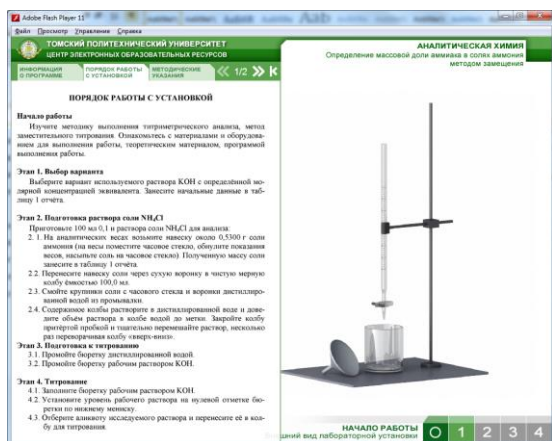 Adobe Flash Player 11
Файл Просмотр Управление Справка
ТОМСКИЙ ПОЛИТЕХНИЧЕСКИЙ УНИВЕРСИТЕТ
ЦЕНТР ЭЛЕКТРОННЫХ ОБРАЗОВАТЕЛЬНЫХ РЕСУРСОВ
ИНФОРМАЦИЯ О ПРОГРАММЕ
ПОРЯДОК РАБОТЫ С УСТАНОВКОЙ
МЕТОДИЧЕСКИЕ УКАЗАНИЯ
1/2
АНАЛИТИЧЕСКАЯ ХИМИЯ
Определение массовой доли аммиака в солях аммония
методом замещения
ПОРЯДОК РАБОТЫ С УСТАНОВКОЙ
Начало работы
Изучите методику выполнения титриметрического анализа, метод
заместительного титрования. Ознакомьтесь с материалами и оборудова-
нием для выполнения работы, теоретическим материалом, программой
выполнения работы.
Этап 1. Выбор варианта
Выберите вариант используемого раствора KOH с определённой мо-
лярной концентрацией эквивалента. Занесите начальные данные в таб-
лицу 1 отчёта.
Этап 2. Подготовка раствора соли NH₄Cl
Приготовьте 100 мл 0,1 н раствора соли NH₄Cl для анализа:
2. 1. На аналитических весах возьмите навеску около 0,5300 г соли
аммония (на весы поместите часовое стекло, обнулите показания
весов, насыпьте соль на часовое стекло). Полученную массу соли
занесите в таблицу 1 отчёта.
2.2. Перенесите навеску соли через сухую воронку в чистую мерную
колбу ёмкостью 100,0 мл.
2.3. Смойте крупинки соли с часового стекла и воронки дистиллиро-
ванной водой из промывалки.
2.4. Содержимое колбы растворите в дистиллированной воде и дове-
дите объём раствора в колбе водой до метки. Закройте колбу
притёртой пробкой и тщательно перемешайте раствор, несколько
раз переворачивая колбу «вверх-вниз».
Этап 3. Подготовка к титрованию
3.1. Промойте бюретку дистиллированной водой.
3.2. Промойте бюретку рабочим раствором KOH.
Этап 4. Титрование
4.1. Заполните бюретку рабочим раствором KOH.
4.2. Установите уровень рабочего раствора на нулевой отметке бю-
ретки по нижнему мениску.
4.3. Отберите аликвоту исследуемого раствора и перенесите её в кол-
бу для титрования.
НАЧАЛО РАБОТЫ
внешний вид лабораторной установки
0 1 2 3 4